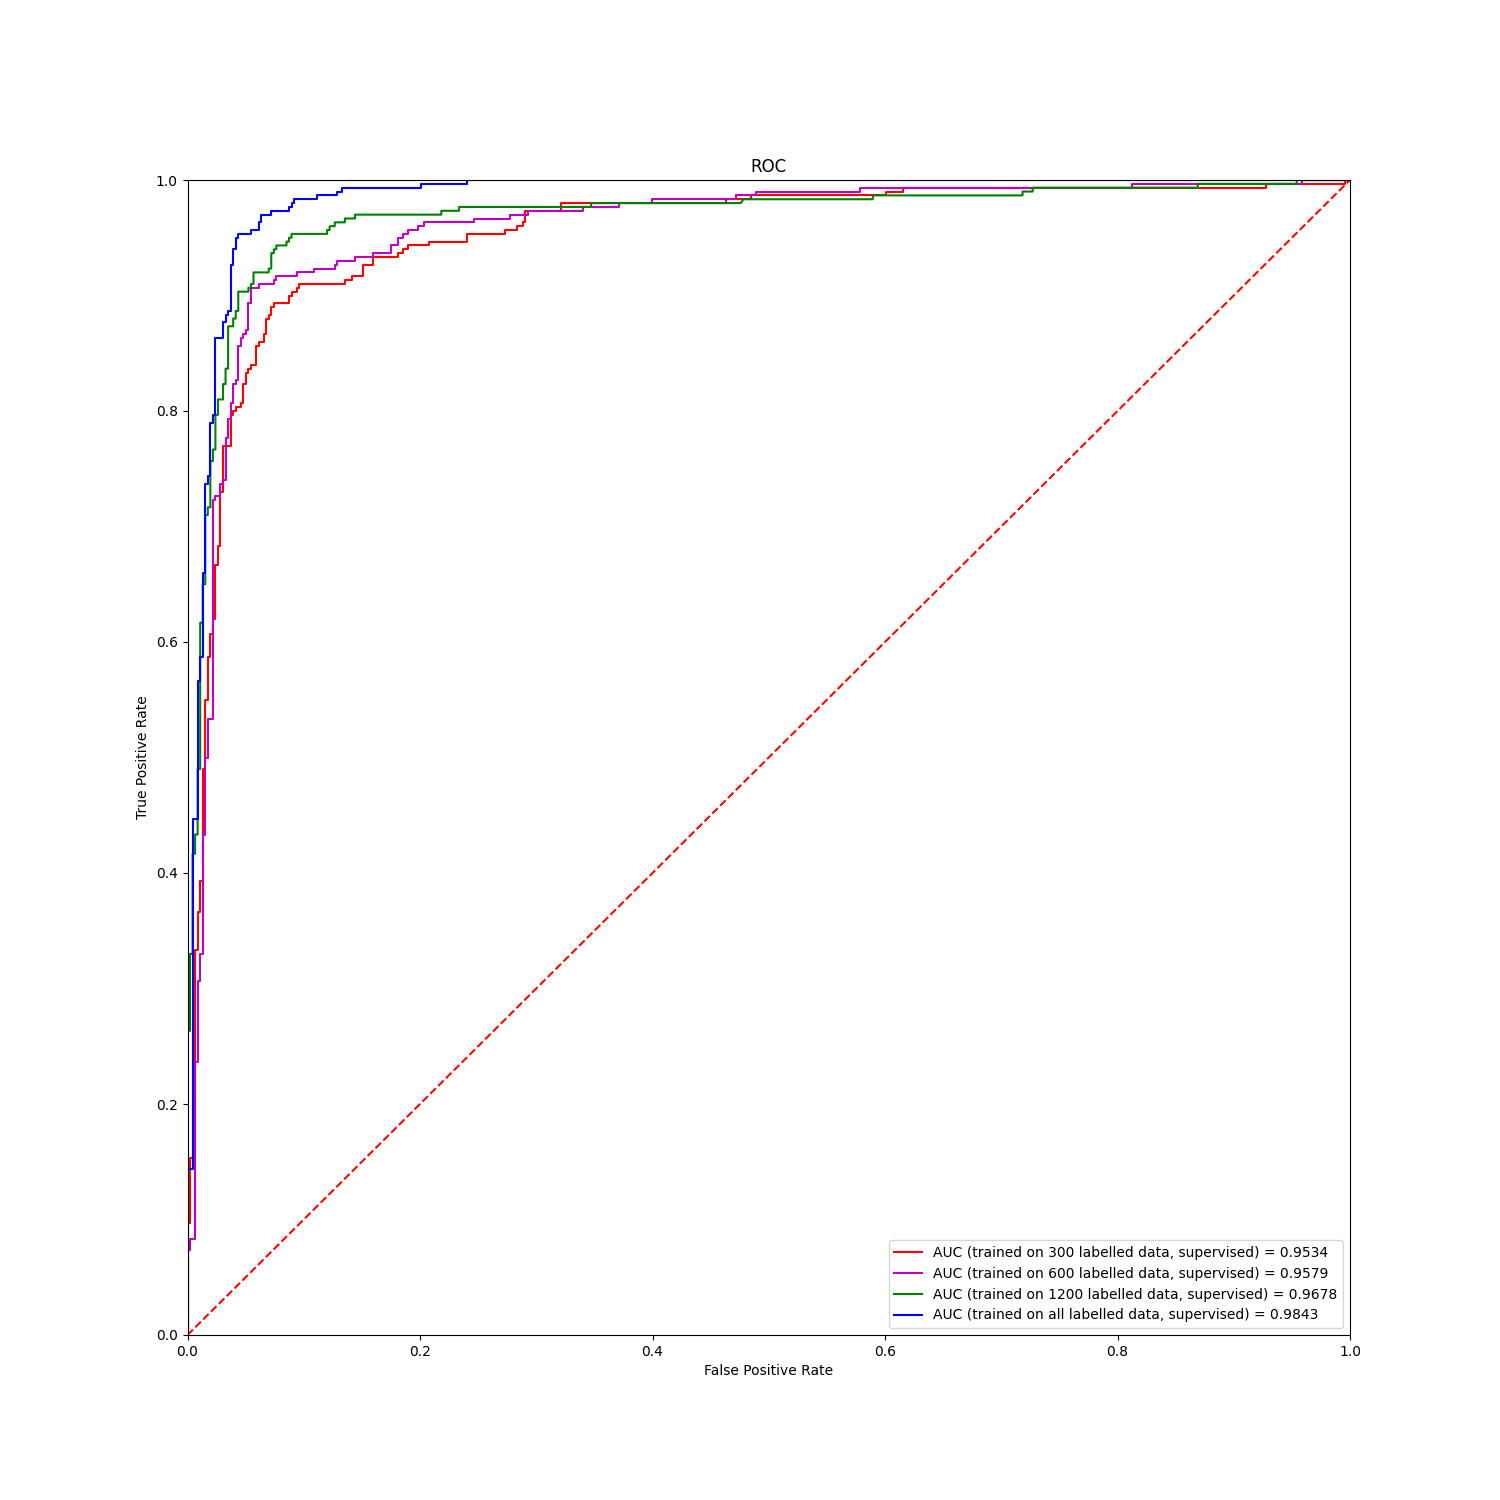 ROC
1.0
0.8
0.6
0.4
0.2
0.0
True Positive Rate
0.0 0.2 0.4 0.6 0.8 1.0
False Positive Rate
AUC (trained on 300 labelled data, supervised) = 0.9534
AUC (trained on 600 labelled data, supervised) = 0.9579
AUC (trained on 1200 labelled data, supervised) = 0.9678
AUC (trained on all labelled data, supervised) = 0.9843